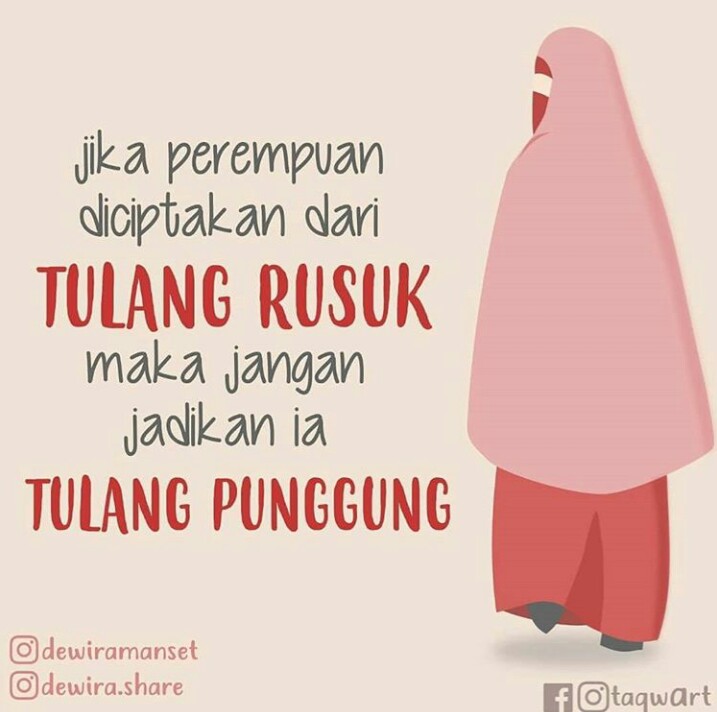 jika perempuan
diciptakan dari
TULANG RUSUK
maka jangan
jadikan ia
TULANG PUNGGUNG
dewiramanset
dewira.share
taqwart